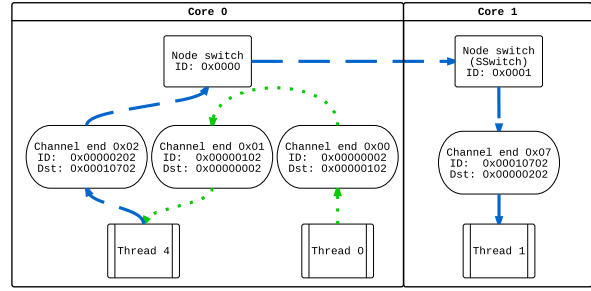 Core 0
Core 1
Node switch
ID: 0x0000
Node switch
(SSwitch)
ID: 0x0001
Channel end 0x02
ID:  0x00000202
Dst: 0x00010702
Channel end 0x01
ID:  0x00000102
Dst: 0x00000002
Channel end 0x00
ID:  0x00000002
Dst: 0x00000102
Channel end 0x07
ID:  0x00010702
Dst: 0x00000202
Thread 4
Thread 0
Thread 1